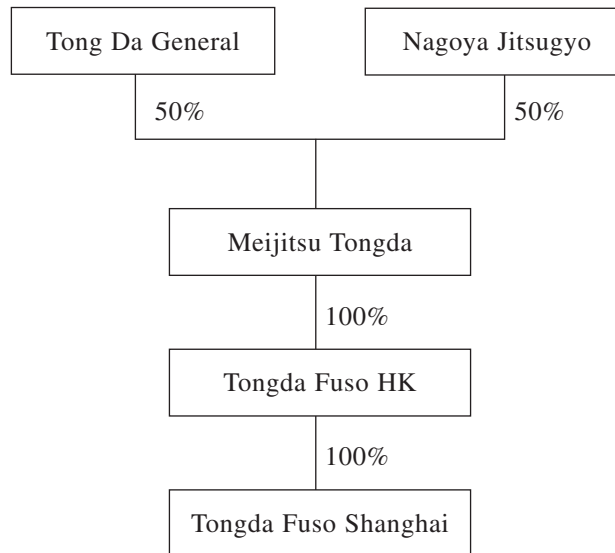 Tong Da General
Nagoya Jitsugyo
50%
50%
Meijitsu Tongda
100%
Tongda Fuso HK
100%
Tongda Fuso Shanghai